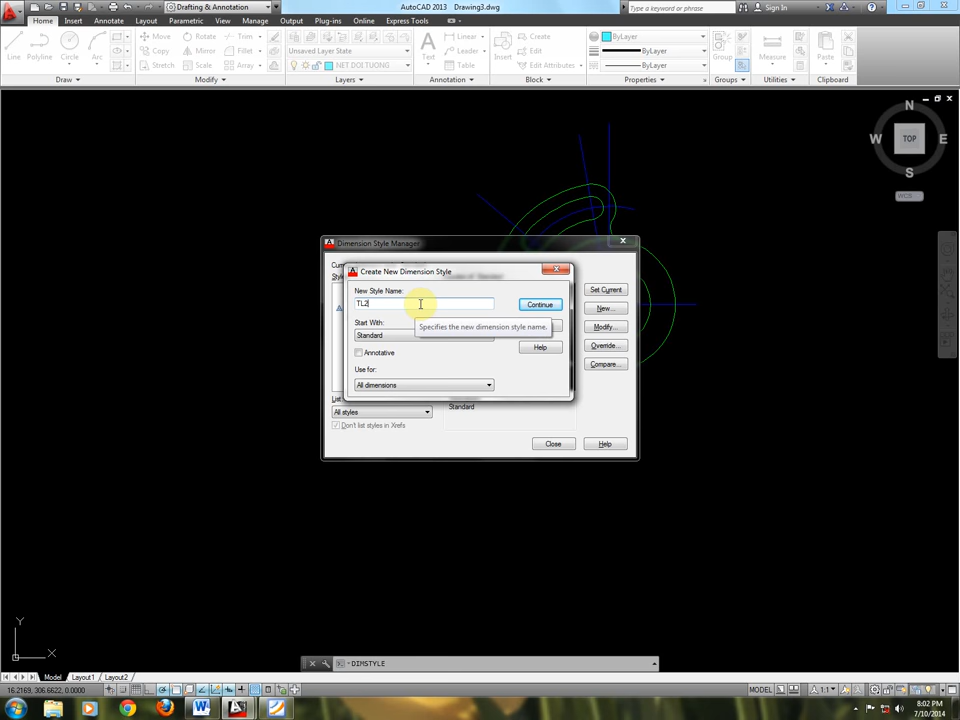 Drafting & Annotation
AutoCAD 2013 Drawing3.dwg
Type a keyword or phrase
Sign In
Home Insert Annotate Layout Parametric View Manage Output Plug-ins Online Express Tools
Line Polyline Circle Arc
Move Rotate Trim
Copy Mirror Fillet
Stretch Scale Array
Draw
Modify
Unsaved Layer State
NET DOI TUONG
Layers
Text
Linear
Leader
Table
Annotation
Insert
Create
Edit
Edit Attributes
Block
ByLayer
ByLayer
ByLayer
Properties
Group
Groups
Measure
Utilities
Paste
Clipboard
N
W TOP E
S
WCS
Dimension Style Manager
Create New Dimension Style
New Style Name:
TL2
Continue
Start With:
Standard
Specifies the new dimension style name.
Annotative
Help
Use for:
All dimensions
Set Current
New...
Modify...
Override...
Compare...
All styles
Standard
Don't list styles in Xrefs
Close
Help
Y
X
DIMSTYLE
Model Layout1 Layout2
16.2169, 306.6622, 0.0000
MODEL
1:1
8:02 PM
7/10/2014